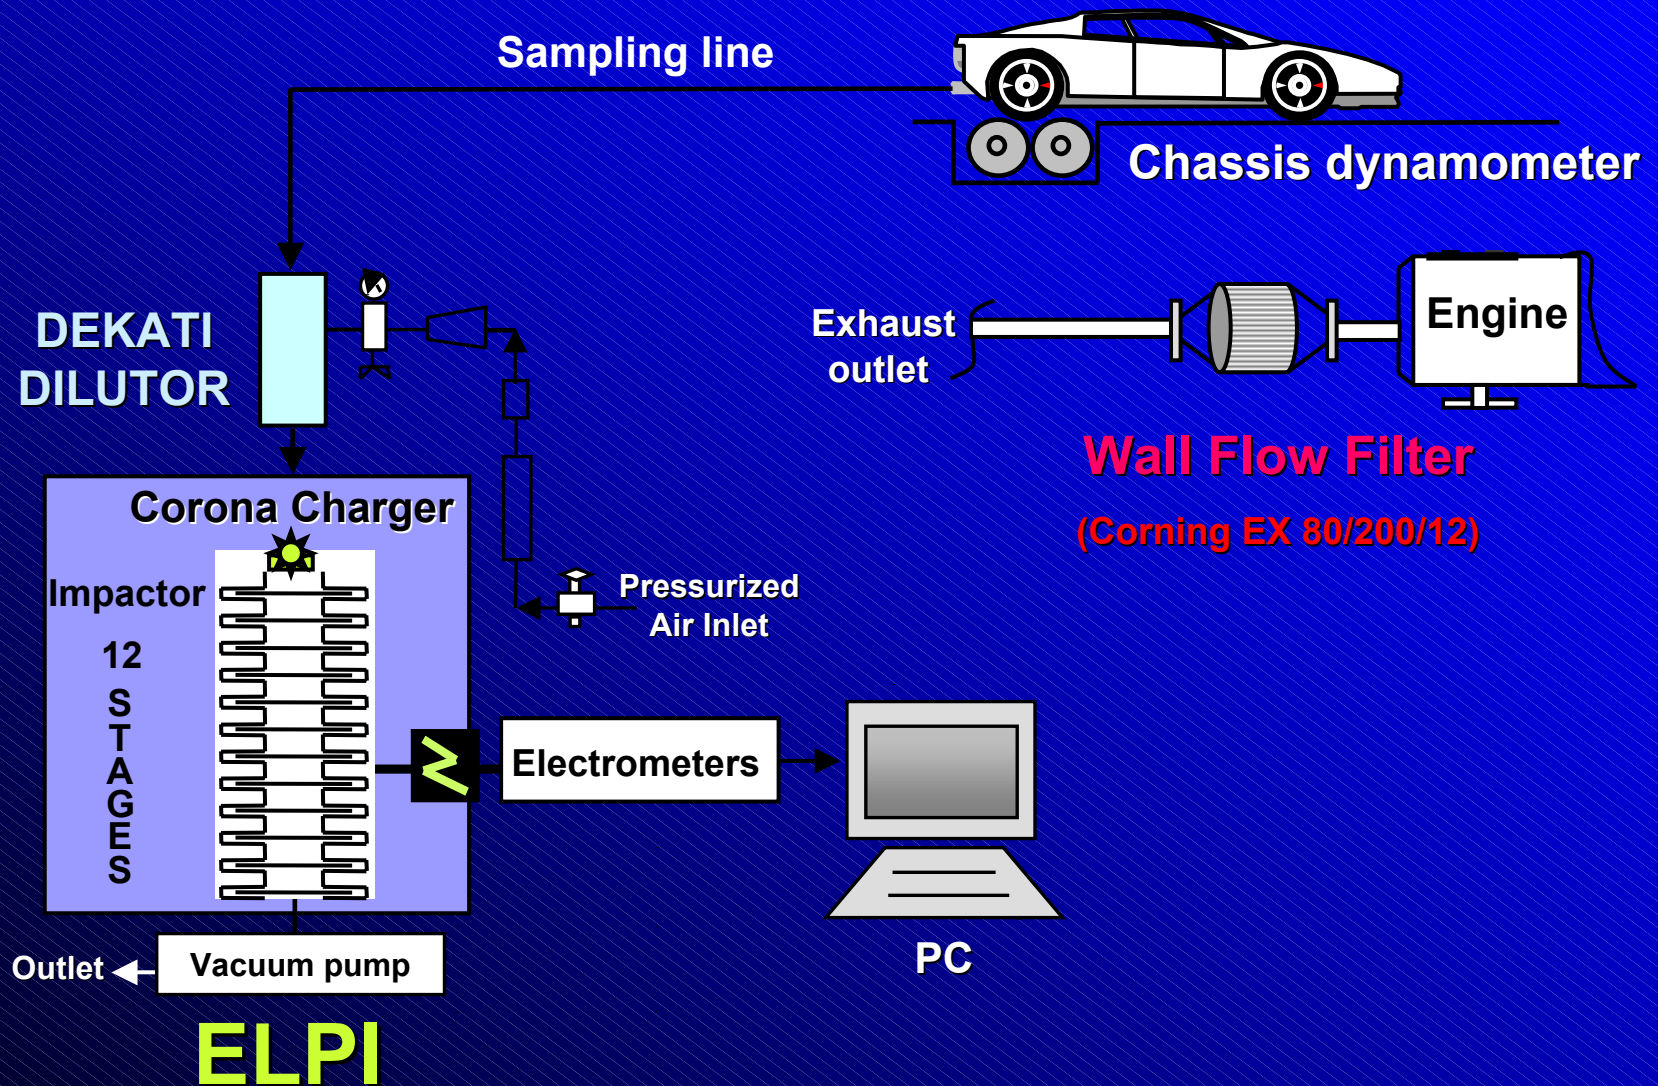 Sampling line
Chassis dynamometer
DEKATI
DILUTOR
Exhaust
outlet
Engine
Wall Flow Filter
(Corning EX 80/200/12)
Corona Charger
Impactor
12
S
T
A
G
E
S
Pressurized
Air Inlet
Electrometers
PC
Outlet
Vacuum pump
ELPI